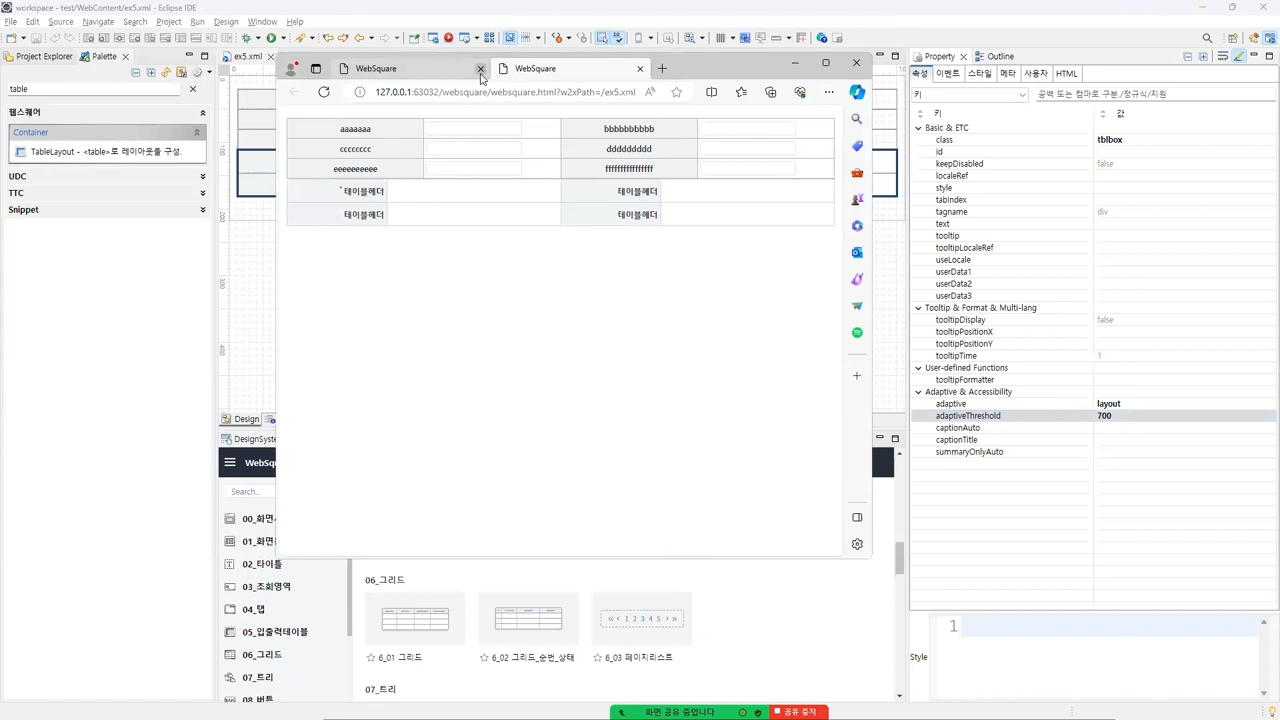 workspace - test/WebContent/ex5.xml - Eclipse IDE
File Edit Source Navigate Search Project Run Design Window Help
Project Explorer Palette
table
웹스퀘어
Container
TableLayout - <table>로 레이아웃을 구성.
UDC
TTC
Snippet
ex5.xml
0
100
200
300
400
10
Design
DesignSyste
WebSqu
Search...
00_화면
01_화면
02_타이틀
03_조회영역
04_탭
05_입출력테이블
06_그리드
07_트리
08_버튼
WebSquare WebSquare
127.0.0.1:63032/websquare/websquare.html?w2xPath=/ex5.xml
aaaaaaa bbbbbbbbbb
cccccccc ddddddddd
eeeeeeeeee fffffffffffffff
* 테이블헤더 테이블헤더
테이블헤더 테이블헤더
06_그리드
« ‹ 1 2 3 4 5 › »
6_01 그리드 6_02 그리드_순번_상태 6_03 페이지리스트
07_트리
Property Outline
속성 이벤트 스타일 메타 사용자 HTML
키 공백 또는 컴마로 구분/정규식/지원
키 값
Basic & ETC
class tblbox
id
keepDisabled false
localeRef
style
tabIndex
tagname div
text
tooltip
tooltipLocaleRef
useLocale
userData1
userData2
userData3
Tooltip & Format & Multi-lang
tooltipDisplay false
tooltipPositionX
tooltipPositionY
tooltipTime 1
User-defined Functions
tooltipFormatter
Adaptive & Accessibility
adaptive layout
adaptiveThreshold 700
captionAuto
captionTitle
summaryOnlyAuto
1
Style
화면 공유 중입니다 공유 중지